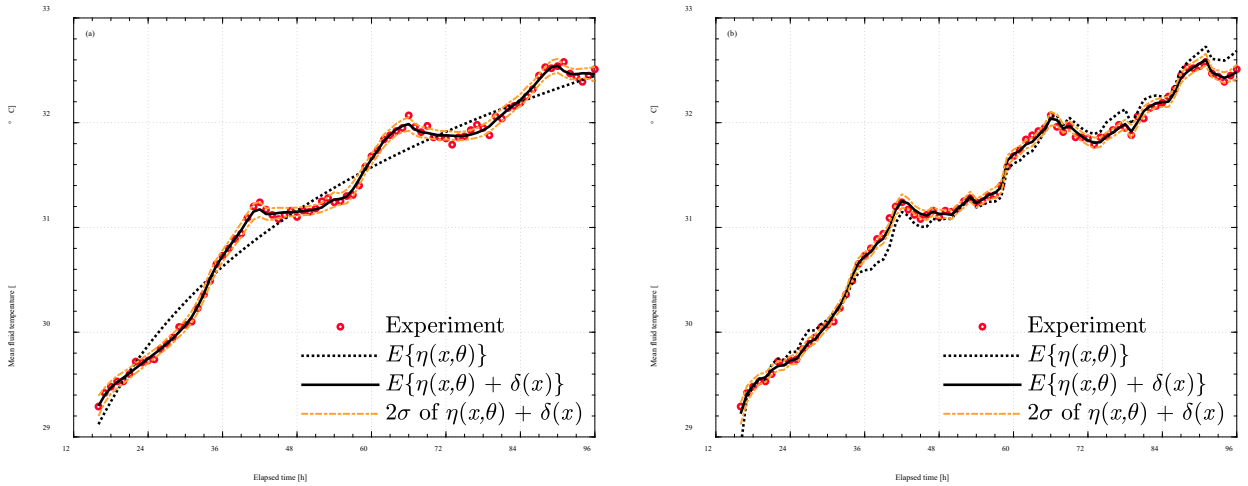 33
(a)
32
° C]
31
30
Mean fluid temperature [
29
12 24 36 48 60 72 84 96
Elapsed time [h]
Experiment
E{η(x,θ)}
E{η(x,θ) + δ(x)}
2σ of η(x,θ) + δ(x)
33
(b)
32
° C]
31
30
Mean fluid temperature [
29
12 24 36 48 60 72 84 96
Elapsed time [h]
Experiment
E{η(x,θ)}
E{η(x,θ) + δ(x)}
2σ of η(x,θ) + δ(x)